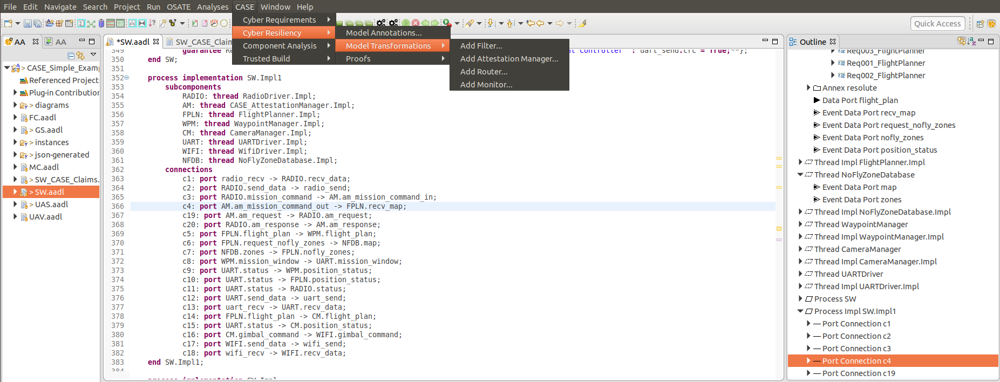 File Edit Navigate Search Project Run OSATE Analyses CASE Window Help
Quick Access
Cyber Requirements
Cyber Resiliency
Component Analysis
Trusted Build
Model Annotations...
Model Transformations
Proofs
Add Filter...
Add Attestation Manager...
Add Router...
Add Monitor...
AA AA
CASE_Simple_Examp
Referenced Project
Plug-in Contribution
> diagrams
FC.aadl
> GS.aadl
> instances
> json-generated
MC.aadl
> SW_CASE_Claims.
> SW.aadl
> UAS.aadl
UAV.aadl
*SW.aadl SW_CASE_Claim
349 guarantee Re t Controller" : uart_send.crc = True;**};
350 end SW;
351
352 process implementation SW.Impl1
353 subcomponents
354 RADIO: thread RadioDriver.Impl;
355 AM: thread CASE_AttestationManager.Impl;
356 FPLN: thread FlightPlanner.Impl;
357 WPM: thread WaypointManager.Impl;
358 CM: thread CameraManager.Impl;
359 UART: thread UARTDriver.Impl;
360 WIFI: thread WifiDriver.Impl;
361 NFDB: thread NoFlyZoneDatabase.Impl;
362 connections
363 c1: port radio_recv -> RADIO.recv_data;
364 c2: port RADIO.send_data -> radio_send;
365 c3: port RADIO.mission_command -> AM.am_mission_command_in;
366 c4: port AM.am_mission_command_out -> FPLN.recv_map;
367 c19: port AM.am_request -> RADIO.am_request;
368 c20: port RADIO.am_response -> AM.am_response;
369 c5: port FPLN.flight_plan -> WPM.flight_plan;
370 c6: port FPLN.request_nofly_zones -> NFDB.map;
371 c7: port NFDB.zones -> FPLN.nofly_zones;
372 c8: port WPM.mission_window -> UART.mission_window;
373 c9: port UART.status -> WPM.position_status;
374 c10: port UART.status -> FPLN.position_status;
375 c11: port UART.status -> RADIO.status;
376 c12: port UART.send_data -> uart_send;
377 c13: port uart_recv -> UART.recv_data;
378 c14: port FPLN.flight_plan -> CM.flight_plan;
379 c15: port UART.status -> CM.position_status;
380 c16: port CM.gimbal_command -> WIFI.gimbal_command;
381 c17: port WIFI.send_data -> wifi_send;
382 c18: port wifi_recv -> WIFI.recv_data;
383 end SW.Impl1;
384
process implementation SW.Impl
Outline
Req003_FlightPlanner
Req001_FlightPlanner
Req002_FlightPlanner
Annex resolute
Data Port flight_plan
Event Data Port recv_map
Event Data Port request_nofly_zones
Event Data Port nofly_zones
Event Data Port position_status
Thread Impl FlightPlanner.Impl
Thread NoFlyZoneDatabase
Event Data Port map
Event Data Port zones
Thread Impl NoFlyZoneDatabase.Impl
Thread WaypointManager
Thread Impl WaypointManager.Impl
Thread CameraManager
Thread Impl CameraManager.Impl
Thread UARTDriver
Thread Impl UARTDriver.Impl
Process SW
Process Impl SW.Impl1
Port Connection c1
Port Connection c2
Port Connection c3
Port Connection c4
Port Connection c19